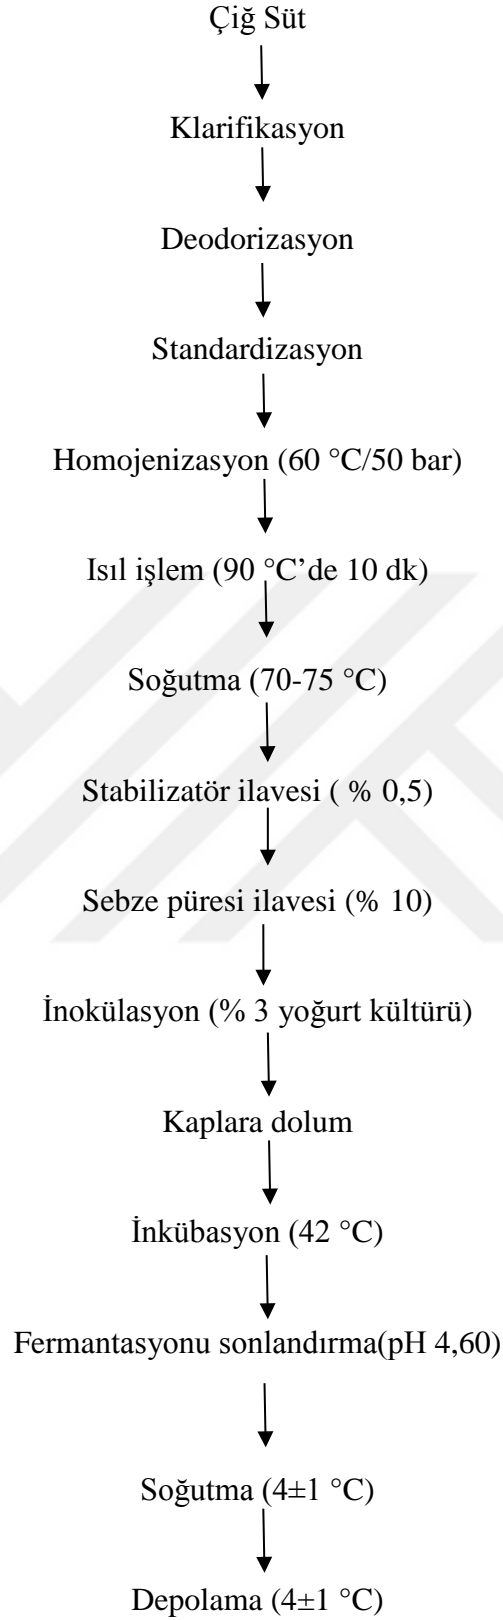 Çiğ Süt
Klarifikasyon
Deodorizasyon
Standardizasyon
Homojenizasyon (60 °C/50 bar)
Isıl işlem (90 °C’de 10 dk)
Soğutma (70-75 °C)
Stabilizatör ilavesi ( % 0,5)
Sebze püresi ilavesi (% 10)
İnokülasyon (% 3 yoğurt kültürü)
Kaplara dolum
İnkübasyon (42 °C)
Fermantasyonu sonlandırma(pH 4,60)
Soğutma (4±1 °C)
Depolama (4±1 °C)